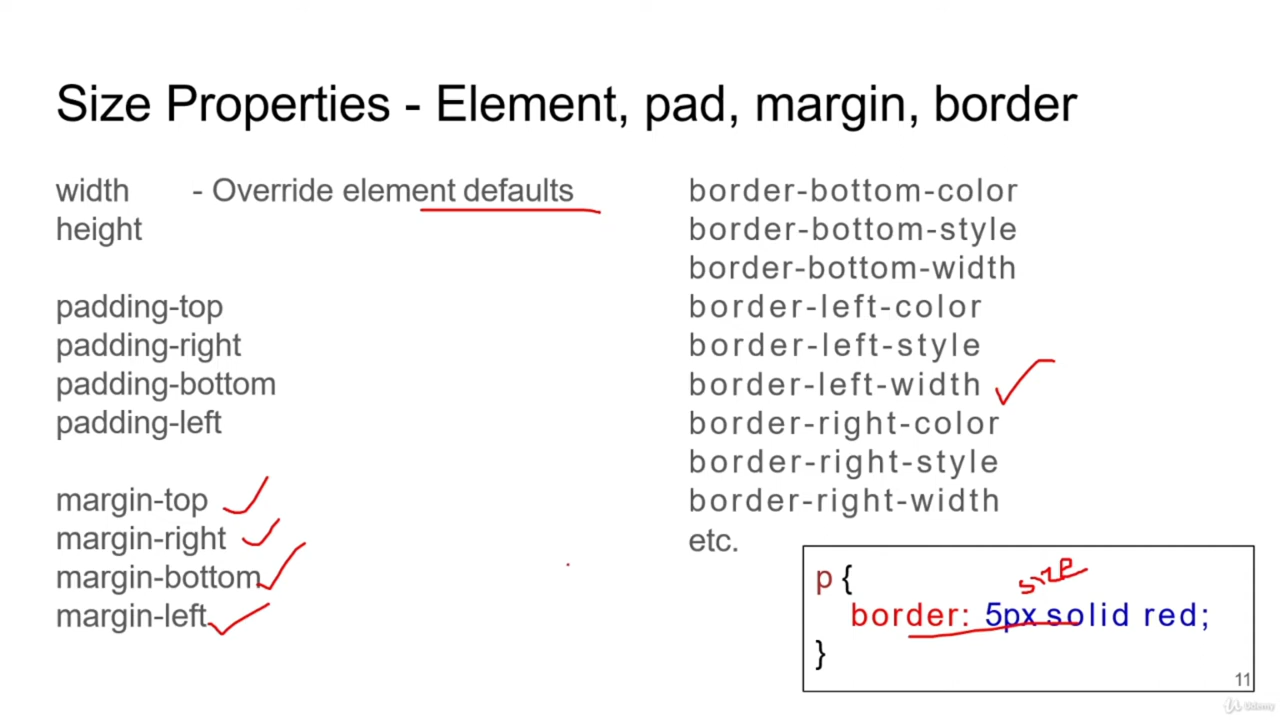 Size Properties - Element, pad, margin, border
width - Override element defaults
height
padding-top
padding-right
padding-bottom
padding-left
margin-top
margin-right
margin-bottom
margin-left
border-bottom-color
border-bottom-style
border-bottom-width
border-left-color
border-left-style
border-left-width
border-right-color
border-right-style
border-right-width
etc.
p {
size
border: 5px solid red;
}
11
Udemy